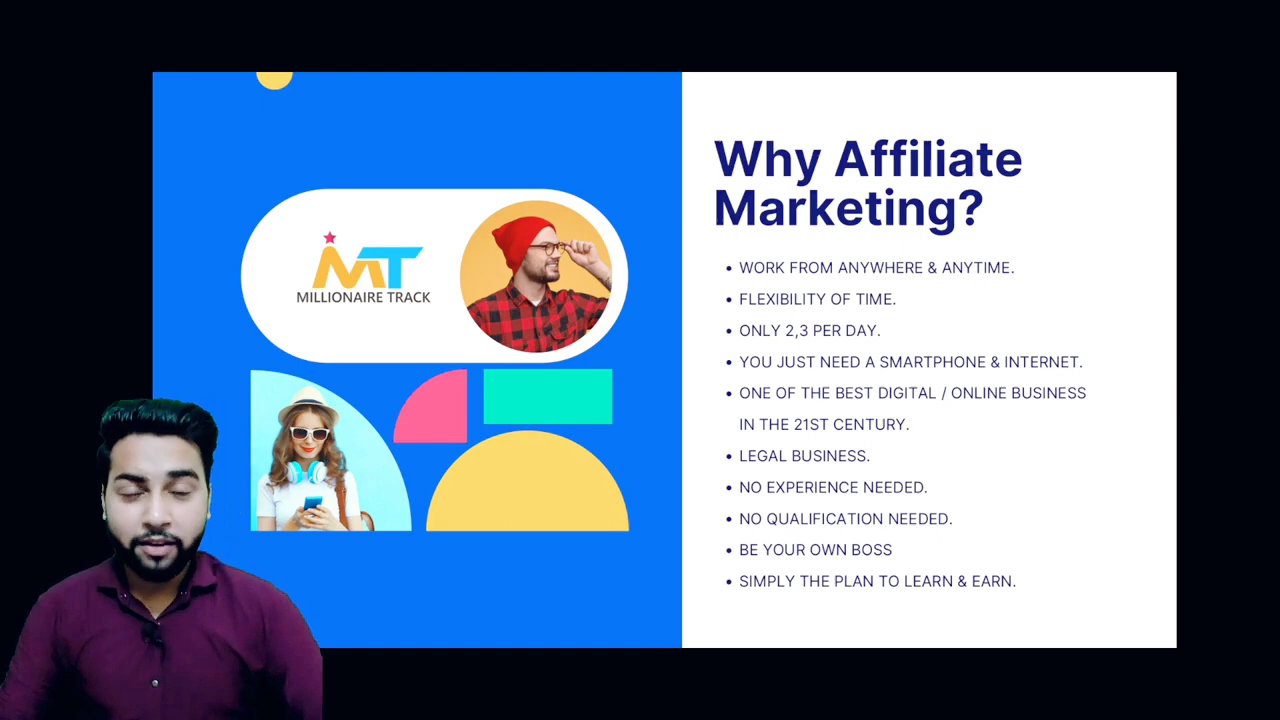 MT
MILLIONAIRE TRACK
Why Affiliate
Marketing?
• WORK FROM ANYWHERE & ANYTIME.
• FLEXIBILITY OF TIME.
• ONLY 2,3 PER DAY.
• YOU JUST NEED A SMARTPHONE & INTERNET.
• ONE OF THE BEST DIGITAL / ONLINE BUSINESS
IN THE 21ST CENTURY.
• LEGAL BUSINESS.
• NO EXPERIENCE NEEDED.
• NO QUALIFICATION NEEDED.
• BE YOUR OWN BOSS
• SIMPLY THE PLAN TO LEARN & EARN.